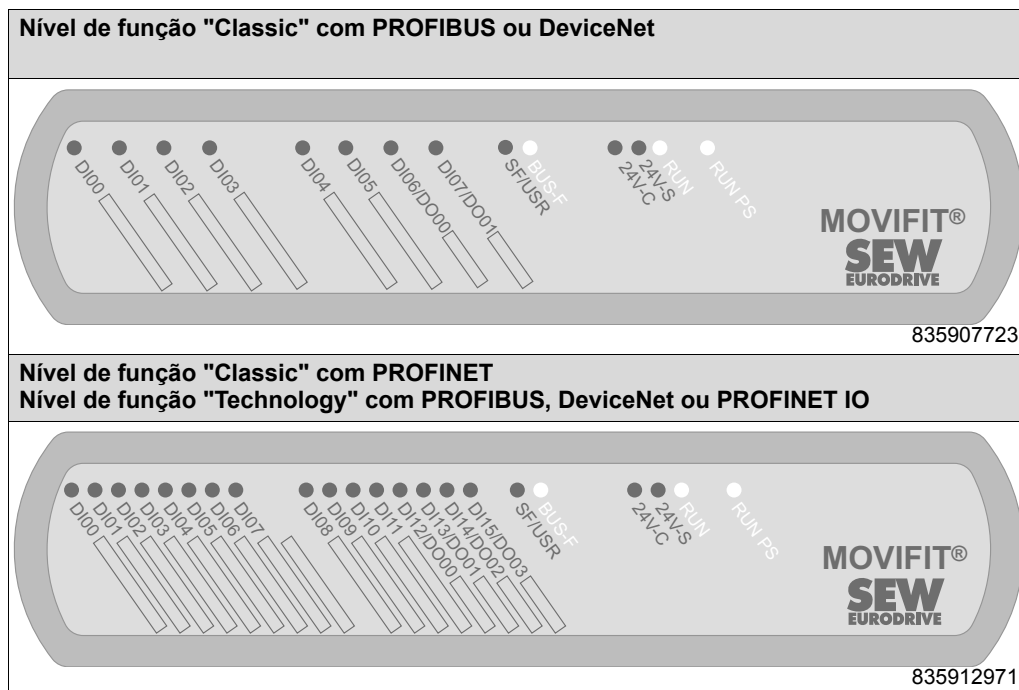 Nível de função "Classic" com PROFIBUS ou DeviceNet
DI00
DI01
DI02
DI03
DI04
DI05
DI06/DO00
DI07/DO01
SF/USR
BUS-F
24V-C
24V-S
RUN
RUN PS
MOVIFIT®
SEW
EURODRIVE
835907723
Nível de função "Classic" com PROFINET
Nível de função "Technology" com PROFIBUS, DeviceNet ou PROFINET IO
DI00
DI01
DI02
DI03
DI04
DI05
DI06
DI07
DI08
DI09
DI10
DI11
DI12/DO00
DI13/DO01
DI14/DO02
DI15/DO03
SF/USR
BUS-F
24V-C
24V-S
RUN
RUN PS
MOVIFIT®
SEW
EURODRIVE
835912971